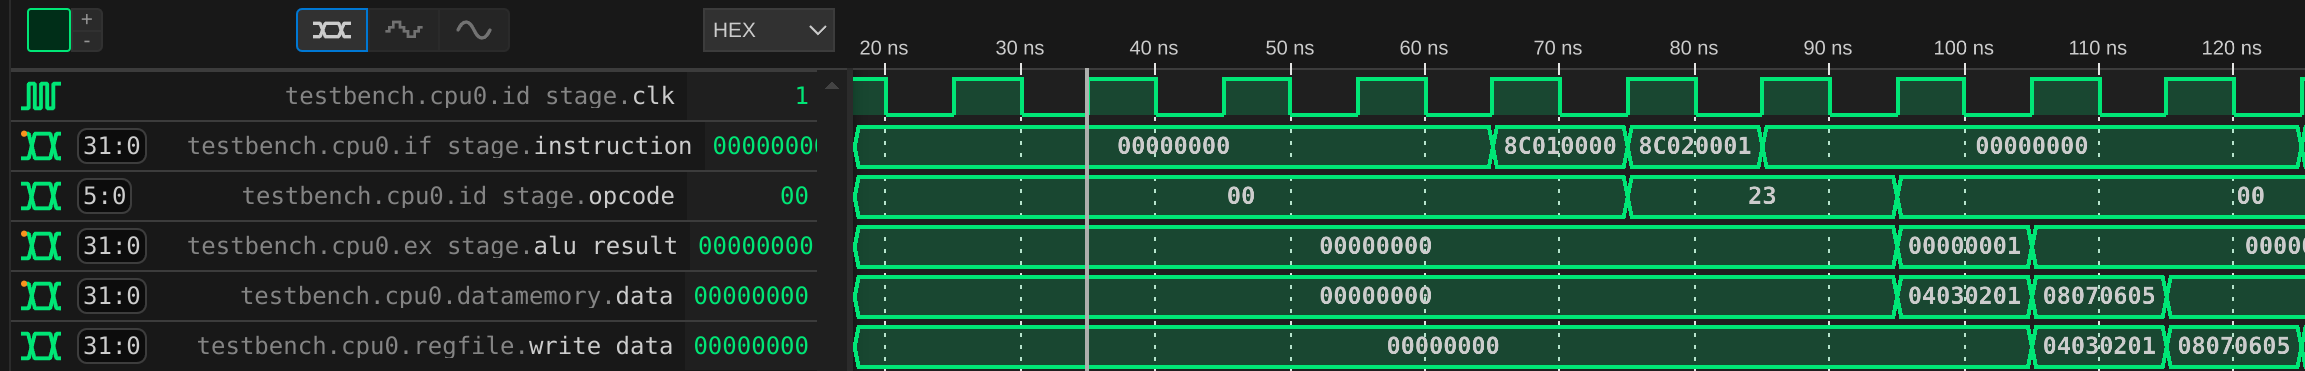 +
-
HEX
20 ns 30 ns 40 ns 50 ns 60 ns 70 ns 80 ns 90 ns 100 ns 110 ns 120 ns
testbench.cpu0.id stage.clk 1
31:0 testbench.cpu0.if stage.instruction 00000000 00000000 8C010000 8C020001 00000000
5:0 testbench.cpu0.id stage.opcode 00 00 23 00
31:0 testbench.cpu0.ex stage.alu result 00000000 00000000 00000001 0000
31:0 testbench.cpu0.datamemory.data 00000000 00000000 04030201 08070605
31:0 testbench.cpu0.regfile.write data 00000000 00000000 04030201 08070605